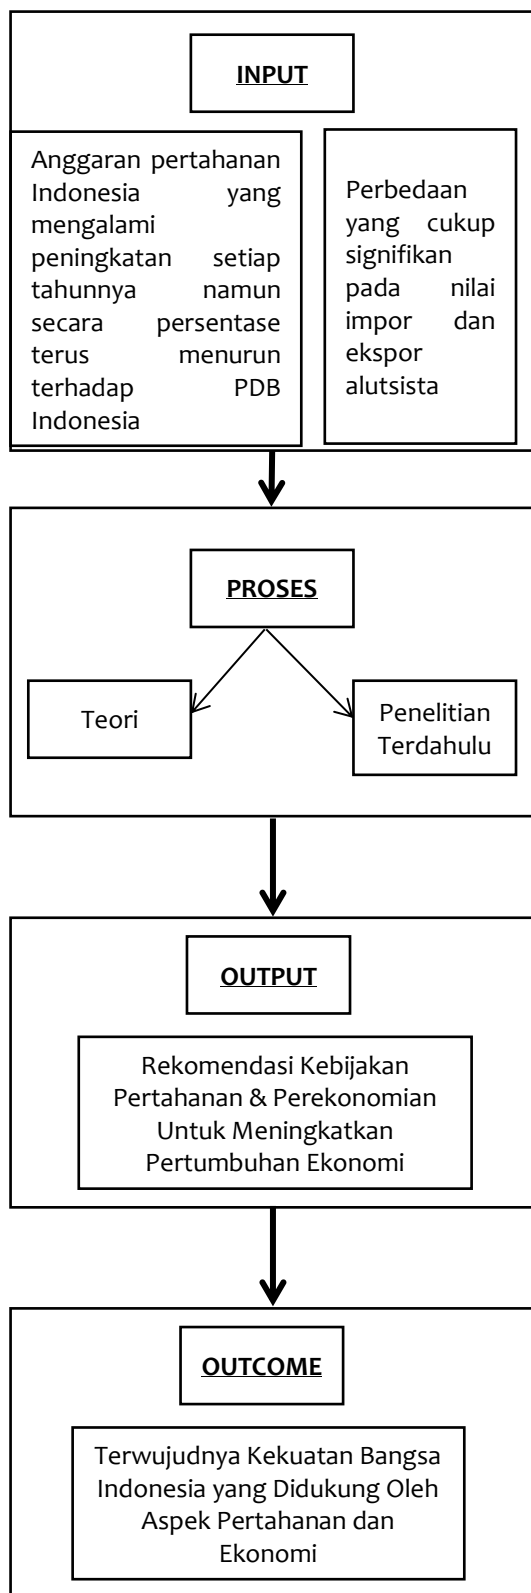 INPUT
Anggaran pertahanan
Indonesia yang
mengalami
peningkatan setiap
tahunnya namun
secara persentase
terus menurun
terhadap PDB
Indonesia
Perbedaan
yang cukup
signifikan
pada nilai
impor dan
ekspor
alutsista
PROSES
Teori
Penelitian
Terdahulu
OUTPUT
Rekomendasi Kebijakan
Pertahanan & Perekonomian
Untuk Meningkatkan
Pertumbuhan Ekonomi
OUTCOME
Terwujudnya Kekuatan Bangsa
Indonesia yang Didukung Oleh
Aspek Pertahanan dan
Ekonomi